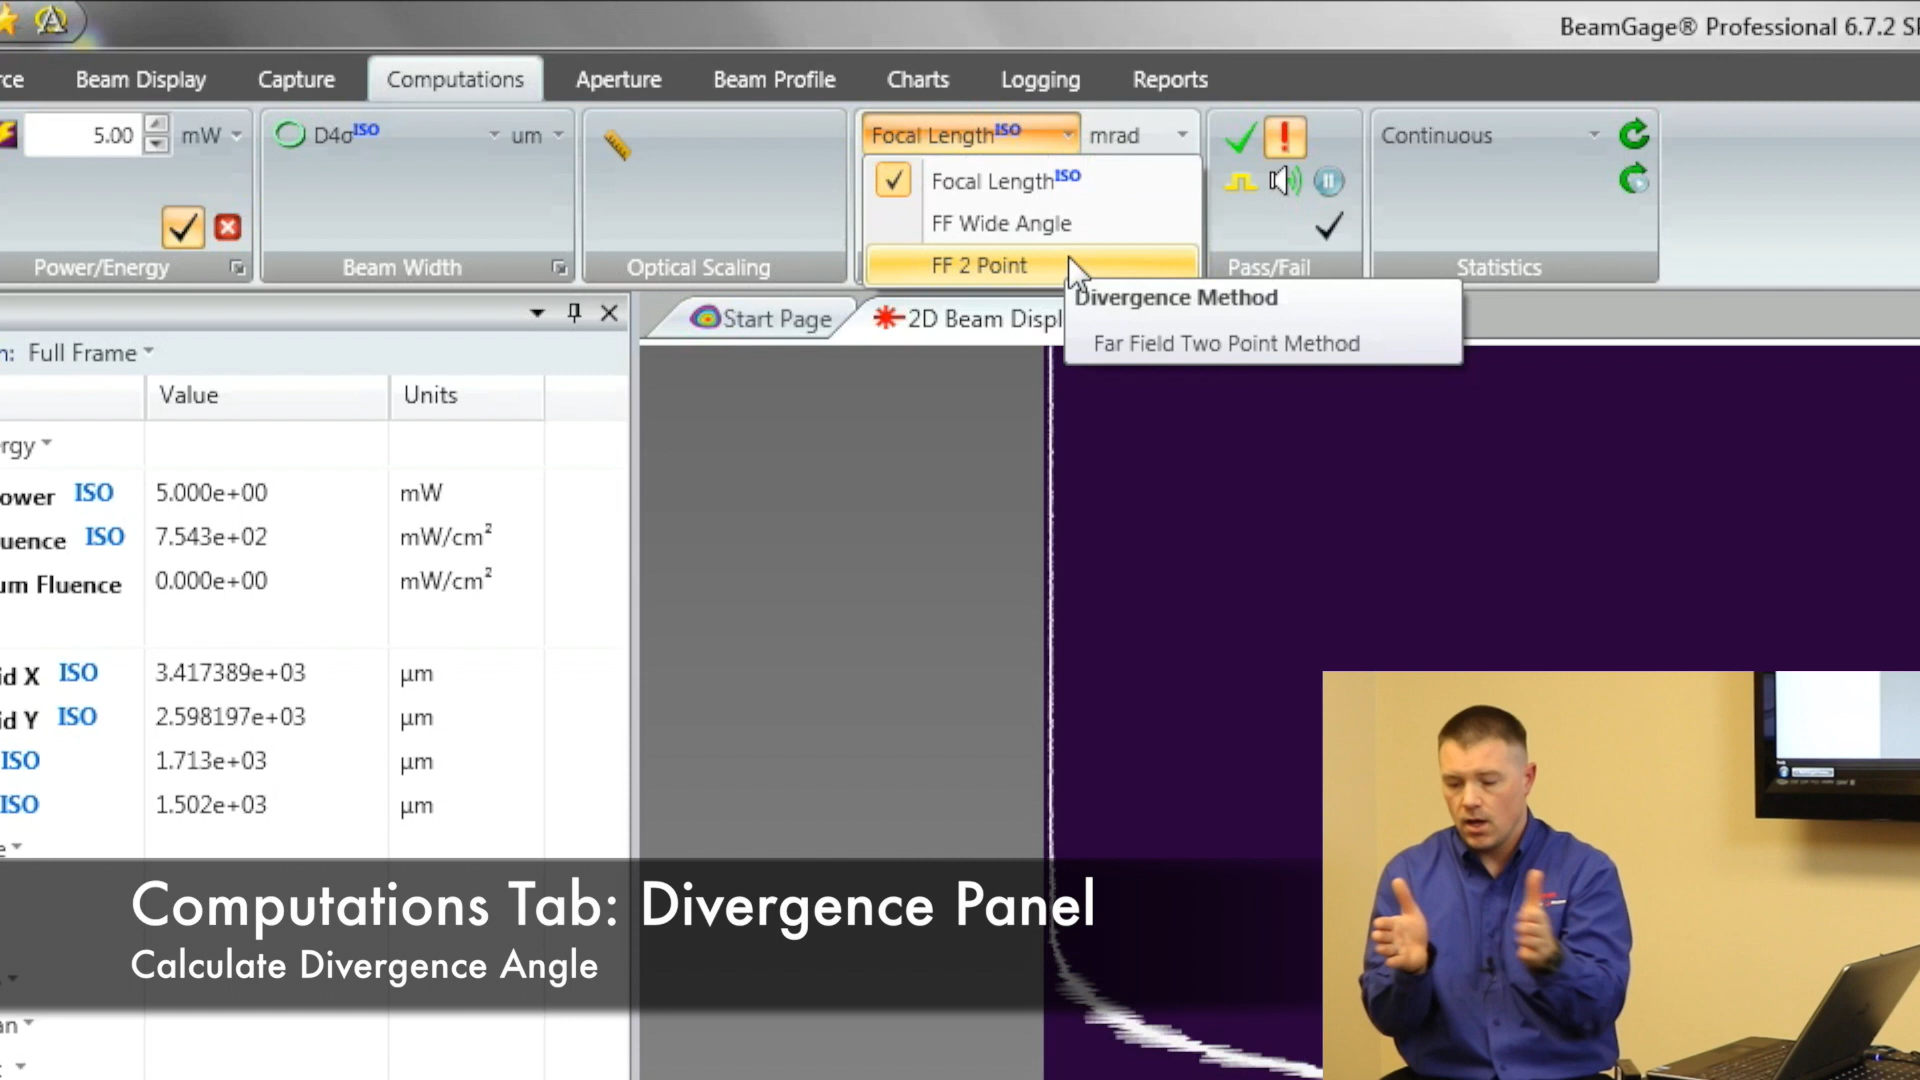 BeamGage® Professional 6.7.2
rce Beam Display Capture Computations Aperture Beam Profile Charts Logging Reports
5.00 mW D4σISO um Focal LengthISO mrad Continuous
Focal LengthISO
FF Wide Angle
FF 2 Point
Power/Energy Beam Width Optical Scaling Pass/Fail Statistics
Divergence Method
Far Field Two Point Method
Start Page 2D Beam Displ
n: Full Frame
Value Units
rgy
ower ISO 5.000e+00 mW
uence ISO 7.543e+02 mW/cm²
um Fluence 0.000e+00 mW/cm²
id X ISO 3.417389e+03 µm
id Y ISO 2.598197e+03 µm
ISO 1.713e+03 µm
ISO 1.502e+03 µm
e
Computations Tab: Divergence Panel
Calculate Divergence Angle
an